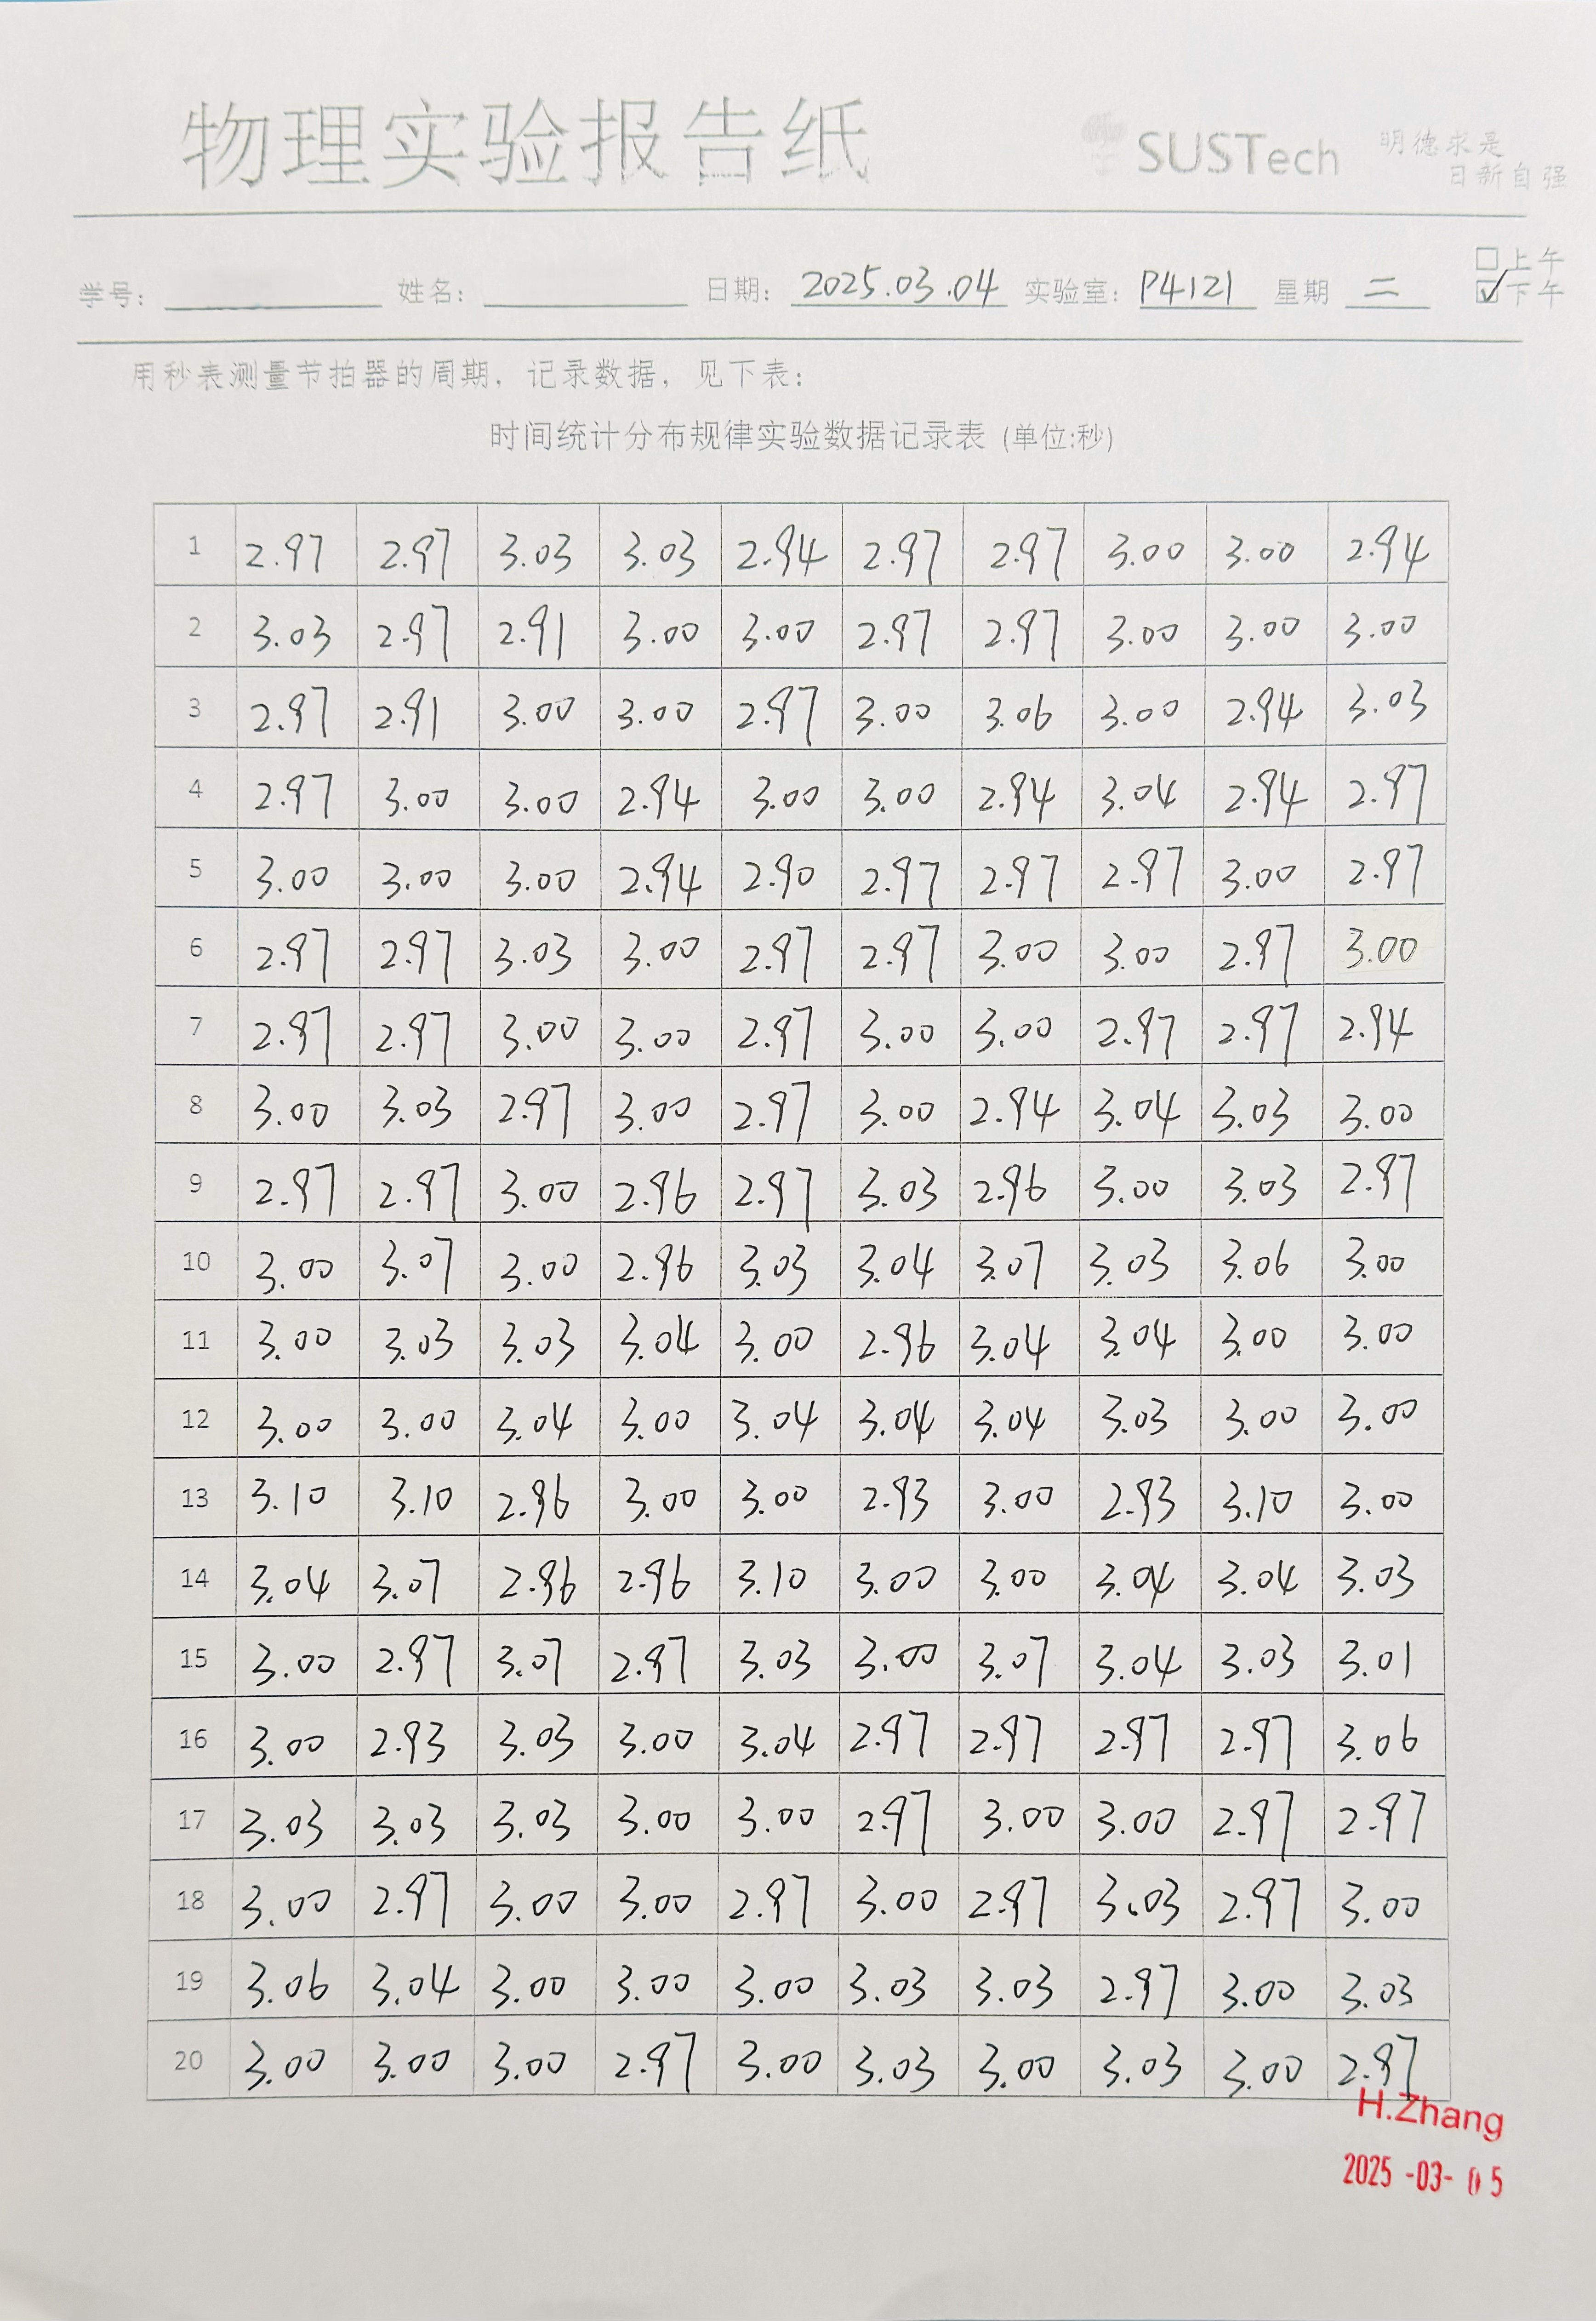 物理实验报告纸 SUSTech 明德求是
日新自强
学号: 姓名: 日期: 2025.03.04 实验室: P4121 星期 二 上午
下午
用秒表测量节拍器的周期，记录数据，见下表:
时间统计分布规律实验数据记录表 (单位:秒)
1 2.97 2.97 3.03 3.03 2.94 2.97 2.97 3.00 3.00 2.94
2 3.03 2.97 2.91 3.00 3.00 2.97 2.97 3.00 3.00 3.00
3 2.97 2.91 3.00 3.00 2.97 3.00 3.06 3.00 2.94 3.03
4 2.97 3.00 3.00 2.94 3.00 3.00 2.94 3.04 2.94 2.97
5 3.00 3.00 3.00 2.94 2.90 2.97 2.97 2.97 3.00 2.97
6 2.97 2.97 3.03 3.00 2.97 2.97 3.00 3.00 2.97 3.00
7 2.97 2.97 3.00 3.00 2.97 3.00 3.00 2.97 2.97 2.94
8 3.00 3.03 2.97 3.00 2.97 3.00 2.94 3.04 3.03 3.00
9 2.97 2.97 3.00 2.96 2.97 3.03 2.96 3.00 3.03 2.97
10 3.00 3.07 3.00 2.96 3.03 3.04 3.07 3.03 3.06 3.00
11 3.00 3.03 3.03 3.04 3.00 2.96 3.04 3.04 3.00 3.00
12 3.00 3.00 3.04 3.00 3.04 3.04 3.04 3.03 3.00 3.00
13 3.10 3.10 2.96 3.00 3.00 2.93 3.00 2.93 3.10 3.00
14 3.04 3.07 2.96 2.96 3.10 3.00 3.00 3.04 3.04 3.03
15 3.00 2.97 3.07 2.97 3.03 3.00 3.07 3.04 3.03 3.01
16 3.00 2.93 3.03 3.00 3.04 2.97 2.97 2.97 2.97 3.06
17 3.03 3.03 3.03 3.00 3.00 2.97 3.00 3.00 2.97 2.97
18 3.00 2.97 3.00 3.00 2.97 3.00 2.97 3.03 2.97 3.00
19 3.06 3.04 3.00 3.00 3.00 3.03 3.03 2.97 3.00 3.03
20 3.00 3.00 3.00 2.97 3.00 3.03 3.00 3.03 3.00 2.97
H.Zhang
2025-03-05